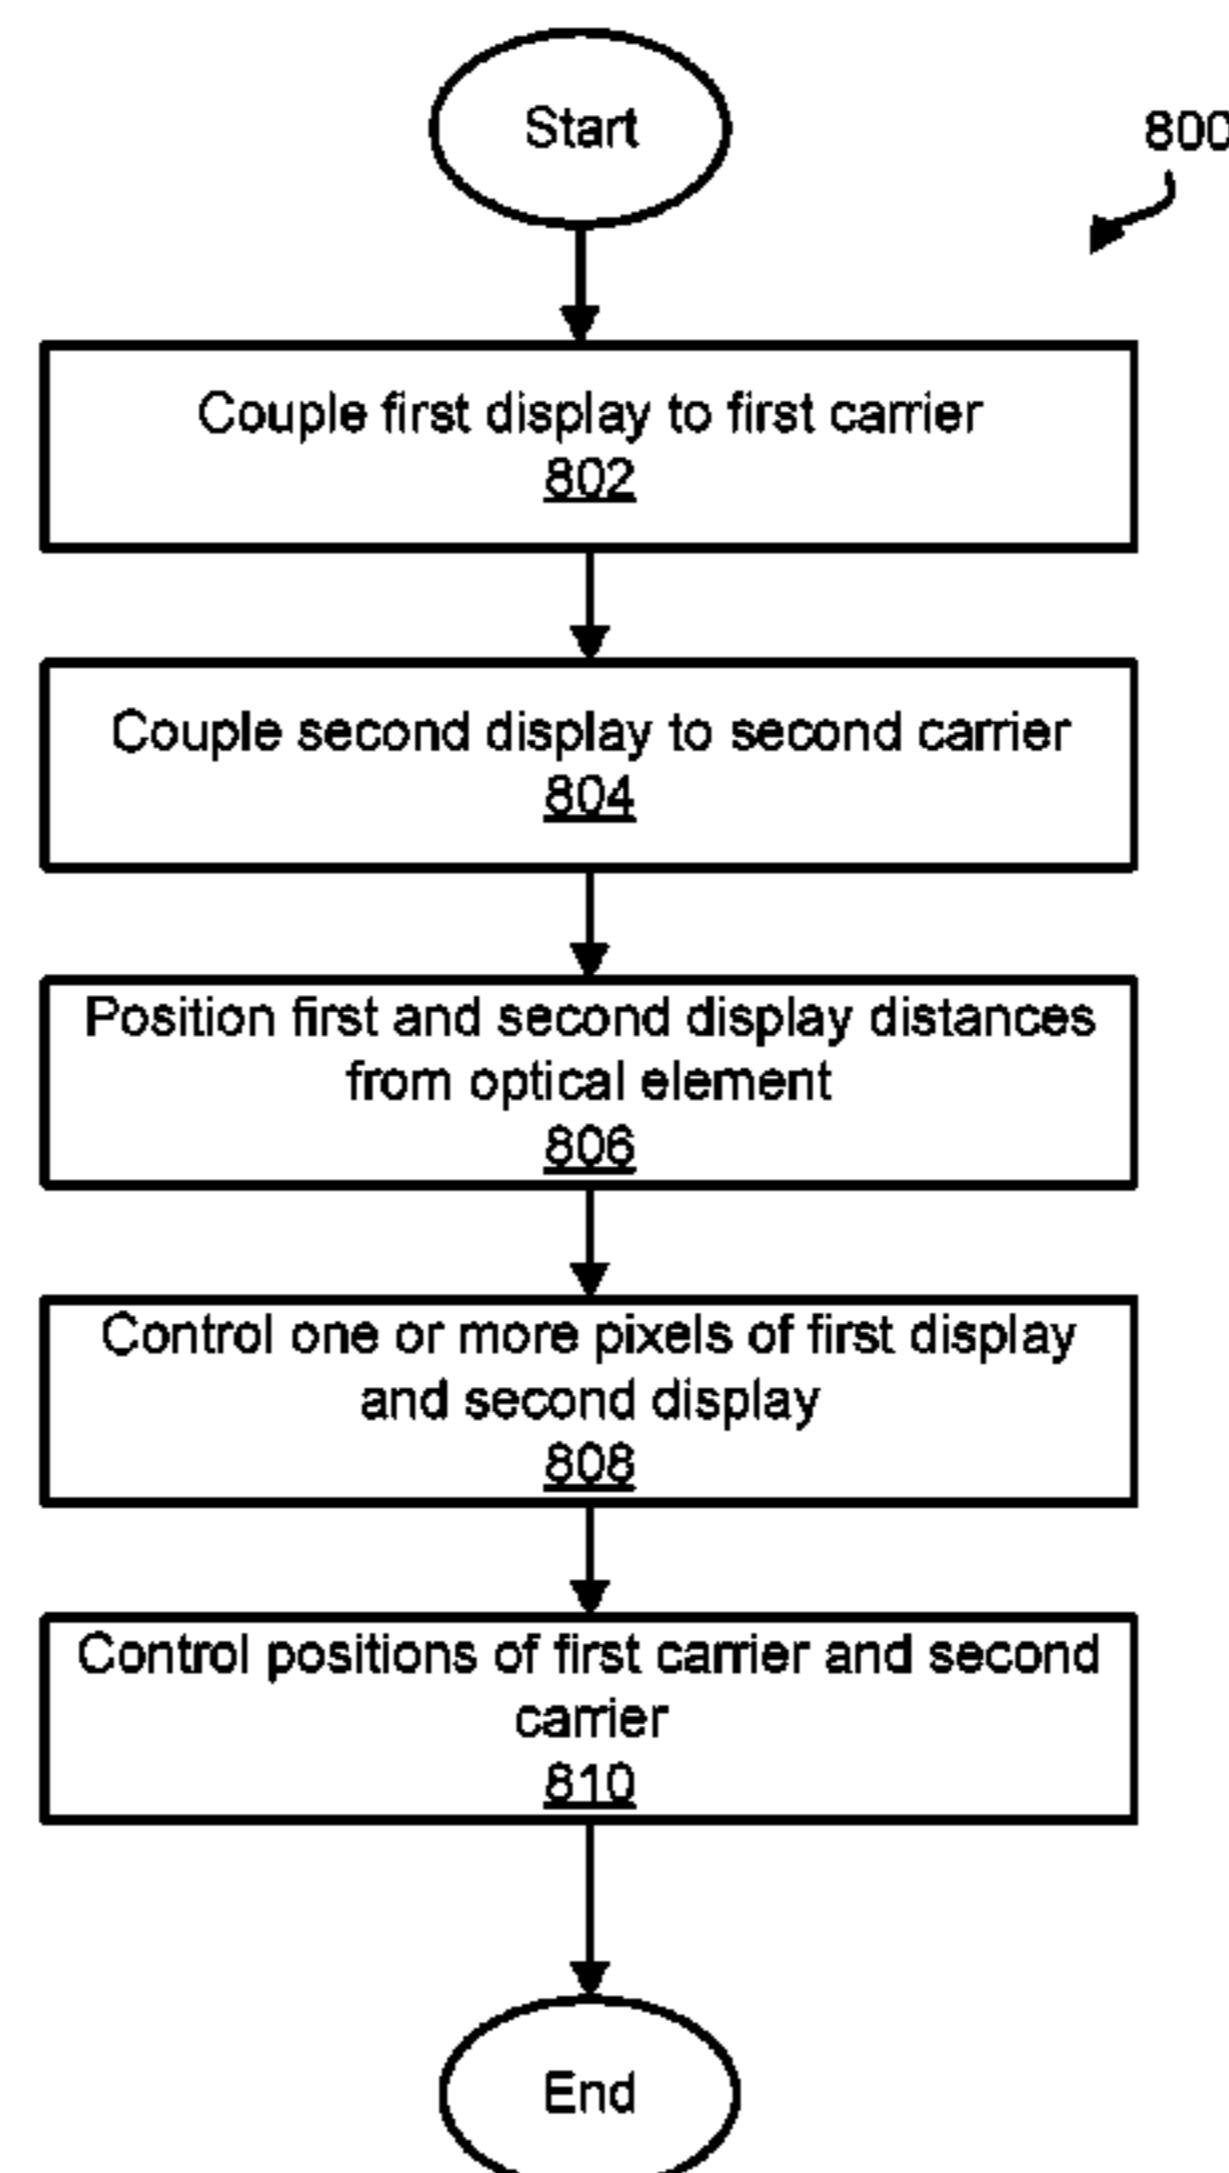 Start
800
Couple first display to first carrier
802
Couple second display to second carrier
804
Position first and second display distances
from optical element
806
Control one or more pixels of first display
and second display
808
Control positions of first carrier and second
carrier
810
End